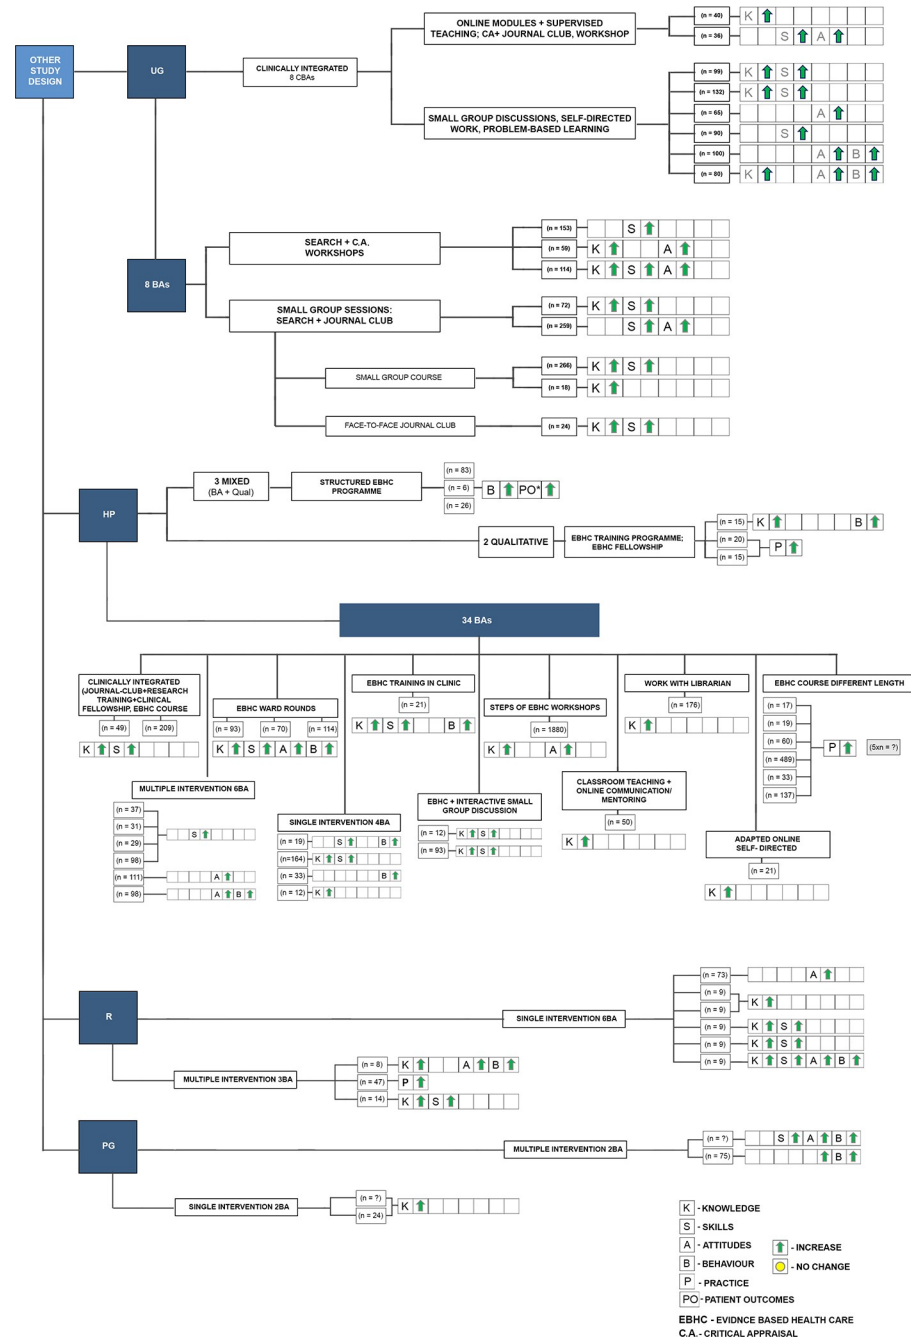 OTHER
STUDY
DESIGN
UG
CLINICALLY INTEGRATED
8 CBAs
ONLINE MODULES + SUPERVISED
TEACHING; CA+ JOURNAL CLUB, WORKSHOP
(n = 40) K
(n = 36) S A
SMALL GROUP DISCUSSIONS, SELF-DIRECTED
WORK, PROBLEM-BASED LEARNING
(n = 99) K S
(n = 132) K S
(n = 65) A
(n = 90) S
(n = 100) A B
(n = 80) K A B
8 BAs
SEARCH + C.A.
WORKSHOPS
(n = 153) S
(n = 59) K A
(n = 114) K S A
SMALL GROUP SESSIONS:
SEARCH + JOURNAL CLUB
(n = 72) K S
(n = 259) S A
SMALL GROUP COURSE
(n = 266) K S
(n = 18) K
FACE-TO-FACE JOURNAL CLUB
(n = 24) K S
HP
3 MIXED
(BA + Qual)
STRUCTURED EBHC
PROGRAMME
(n = 83)
(n = 6) B PO*
(n = 26)
2 QUALITATIVE
EBHC TRAINING PROGRAMME;
EBHC FELLOWSHIP
(n = 15) K B
(n = 20)
P
(n = 15)
34 BAs
CLINICALLY INTEGRATED
(JOURNAL-CLUB+RESEARCH
TRAINING+CLINICAL
FELLOWSHIP, EBHC COURSE
(n = 49) (n = 209)
K S
EBHC WARD ROUNDS
(n = 93) (n = 70) (n = 114)
K S A B
EBHC TRAINING IN CLINIC
(n = 21)
K S B
STEPS OF EBHC WORKSHOPS
(n = 1880)
K A
WORK WITH LIBRARIAN
(n = 176)
K
EBHC COURSE DIFFERENT LENGTH
(n = 17)
(n = 19)
(n = 60)
P (5xn = ?)
(n = 489)
(n = 33)
(n = 137)
MULTIPLE INTERVENTION 6BA
(n = 37)
(n = 31)
S
(n = 29)
(n = 98)
(n = 111) A
(n = 98) A B
SINGLE INTERVENTION 4BA
(n = 19) S B
(n=164) K S
(n = 33) B
(n = 12) K
EBHC + INTERACTIVE SMALL
GROUP DISCUSSION
(n = 12) K S
(n = 93) K S
CLASSROOM TEACHING +
ONLINE COMMUNICATION/
MENTORING
(n = 50)
K
ADAPTED ONLINE
SELF- DIRECTED
(n = 21)
K
R
SINGLE INTERVENTION 6BA
(n = 73) A
(n = 9)
K
(n = 9)
(n = 9) K S
(n = 9) K S
(n = 9) K S A B
MULTIPLE INTERVENTION 3BA
(n = 8) K A B
(n = 47) P
(n = 14) K S
PG
MULTIPLE INTERVENTION 2BA
(n = ?) S A B
(n = 75) B
SINGLE INTERVENTION 2BA
(n = ?)
K
(n = 24)
K - KNOWLEDGE
S - SKILLS
A - ATTITUDES
B - BEHAVIOUR
P - PRACTICE
PO - PATIENT OUTCOMES
- INCREASE
- NO CHANGE
EBHC - EVIDNCE BASED HEALTH CARE
C.A.- CRITICAL APPRAISAL